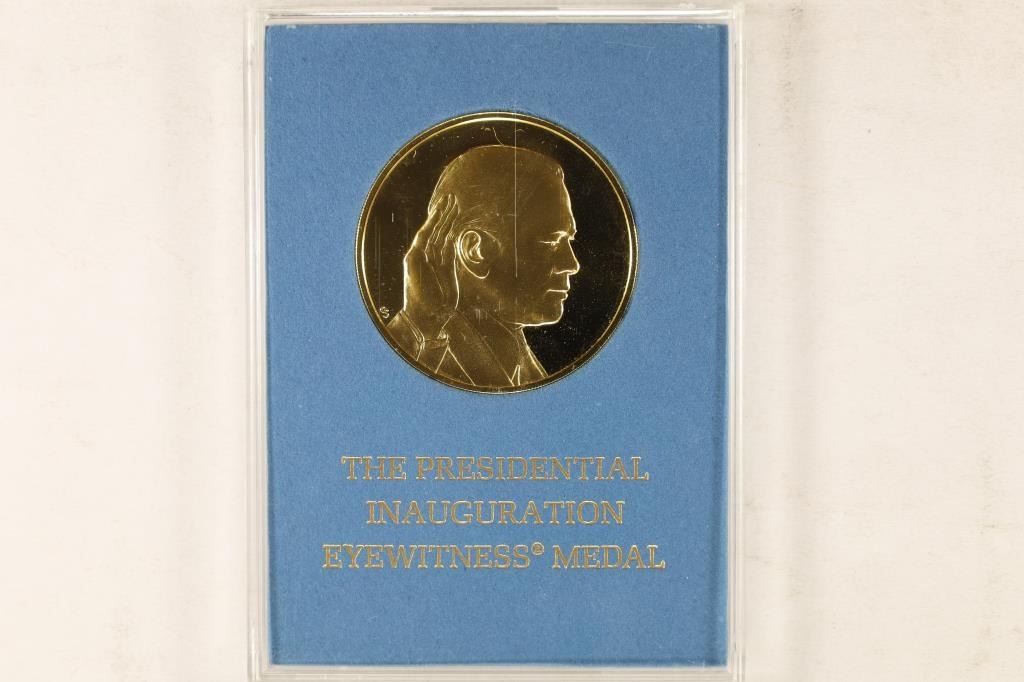 THE PRESIDENTIAL
INAUGURATION
EYEWITNESS® MEDAL